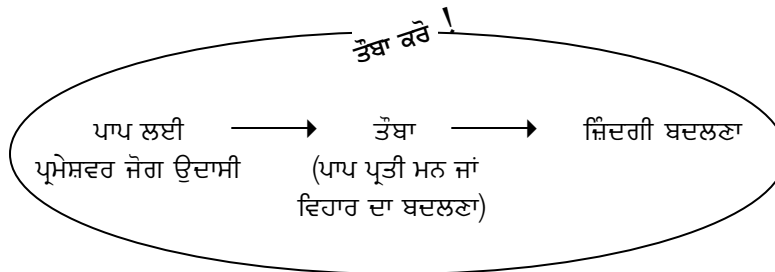 ਤੌਬਾ ਕਰੋ !
ਪਾਪ ਲਈ ਤੌਬਾ ਜ਼ਿੰਦਗੀ ਬਦਲਣਾ
ਪ੍ਰਮੇਸ਼ਵਰ ਜੋਗ ਉਦਾਸੀ (ਪਾਪ ਪ੍ਰਤੀ ਮਨ ਜਾਂ
ਵਿਹਾਰ ਦਾ ਬਦਲਣਾ)